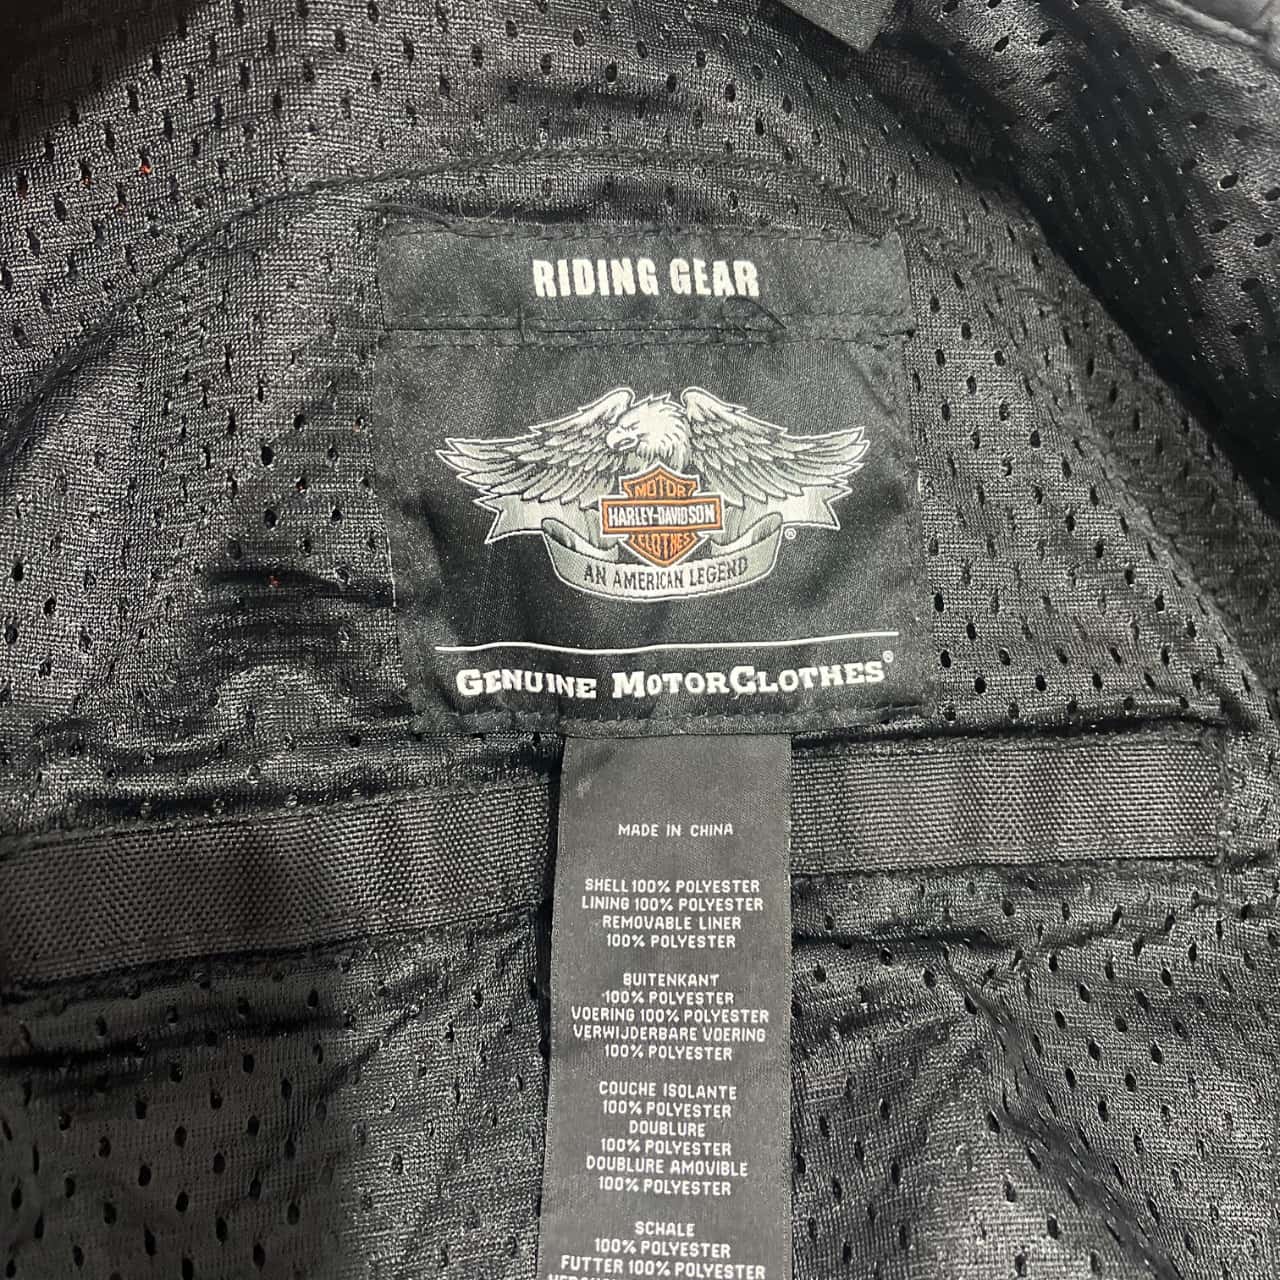 RIDING GEAR
MOTOR
HARLEY-DAVIDSON
CLOTHES
®
AN AMERICAN LEGEND
GENUINE MOTORCLOTHES®
MADE IN CHINA
SHELL 100% POLYESTER
LINING 100% POLYESTER
REMOVABLE LINER
100% POLYESTER
BUITENKANT
100% POLYESTER
VOERING 100% POLYESTER
VERWIJDERBARE VOERING
100% POLYESTER
COUCHE ISOLANTE
100% POLYESTER
DOUBLURE
100% POLYESTER
DOUBLURE AMOVIBLE
100% POLYESTER
SCHALE
100% POLYESTER
FUTTER 100% POLYESTER